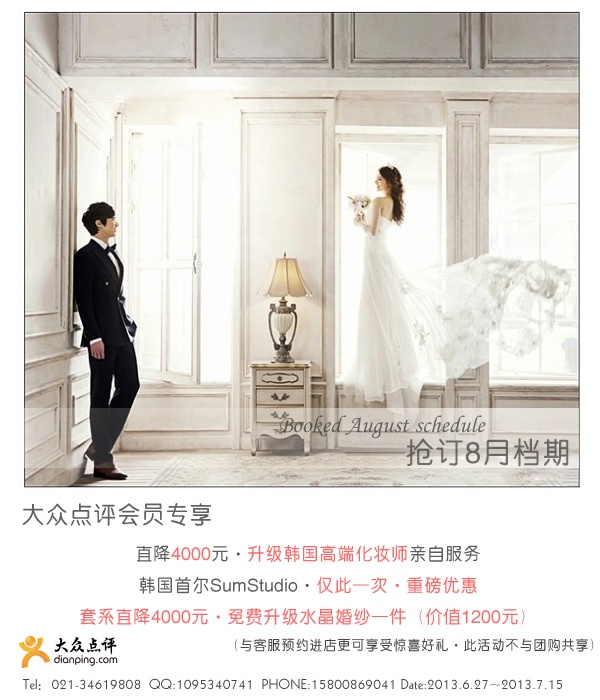 Booked August schedule
抢订8月档期
大众点评会员专享
直降4000元·升级韩国高端化妆师亲自服务
韩国首尔SumStudio·仅此一次·重磅优惠
套系直降4000元·免费升级水晶婚纱一件（价值1200元）
大众点评
dianping.com
（与客服预约进店更可享受惊喜好礼·此活动不与团购共享）
Tel: 021-34619808 QQ:1095340741 PHONE:15800869041 Date:2013.6.27~2013.7.15